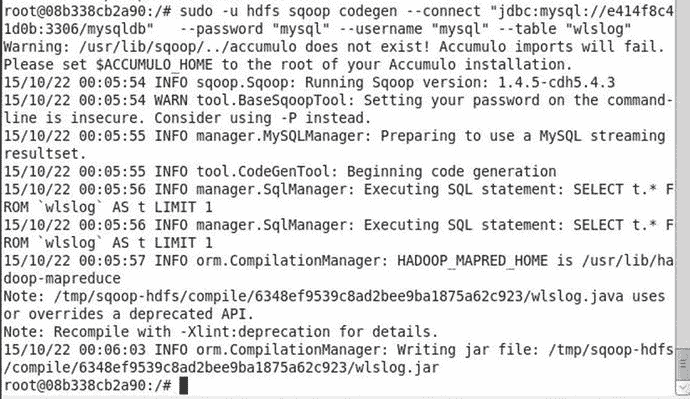 root@08b338cb2a90:/# sudo -u hdfs sqoop codegen --connect "jdbc:mysql://e414f8c4
1d0b:3306/mysqldb"   --password "mysql" --username "mysql" --table "wlslog"
Warning: /usr/lib/sqoop/../accumulo does not exist! Accumulo imports will fail.
Please set $ACCUMULO_HOME to the root of your Accumulo installation.
15/10/22 00:05:54 INFO sqoop.Sqoop: Running Sqoop version: 1.4.5-cdh5.4.3
15/10/22 00:05:54 WARN tool.BaseSqoopTool: Setting your password on the command-
line is insecure. Consider using -P instead.
15/10/22 00:05:55 INFO manager.MySQLManager: Preparing to use a MySQL streaming
resultset.
15/10/22 00:05:55 INFO tool.CodeGenTool: Beginning code generation
15/10/22 00:05:56 INFO manager.SqlManager: Executing SQL statement: SELECT t.* F
ROM `wlslog` AS t LIMIT 1
15/10/22 00:05:56 INFO manager.SqlManager: Executing SQL statement: SELECT t.* F
ROM `wlslog` AS t LIMIT 1
15/10/22 00:05:57 INFO orm.CompilationManager: HADOOP_MAPRED_HOME is /usr/lib/ha
doop-mapreduce
Note: /tmp/sqoop-hdfs/compile/6348ef9539c8ad2bee9ba1875a62c923/wlslog.java uses
or overrides a deprecated API.
Note: Recompile with -Xlint:deprecation for details.
15/10/22 00:06:03 INFO orm.CompilationManager: Writing jar file: /tmp/sqoop-hdfs
/compile/6348ef9539c8ad2bee9ba1875a62c923/wlslog.jar
root@08b338cb2a90:/#